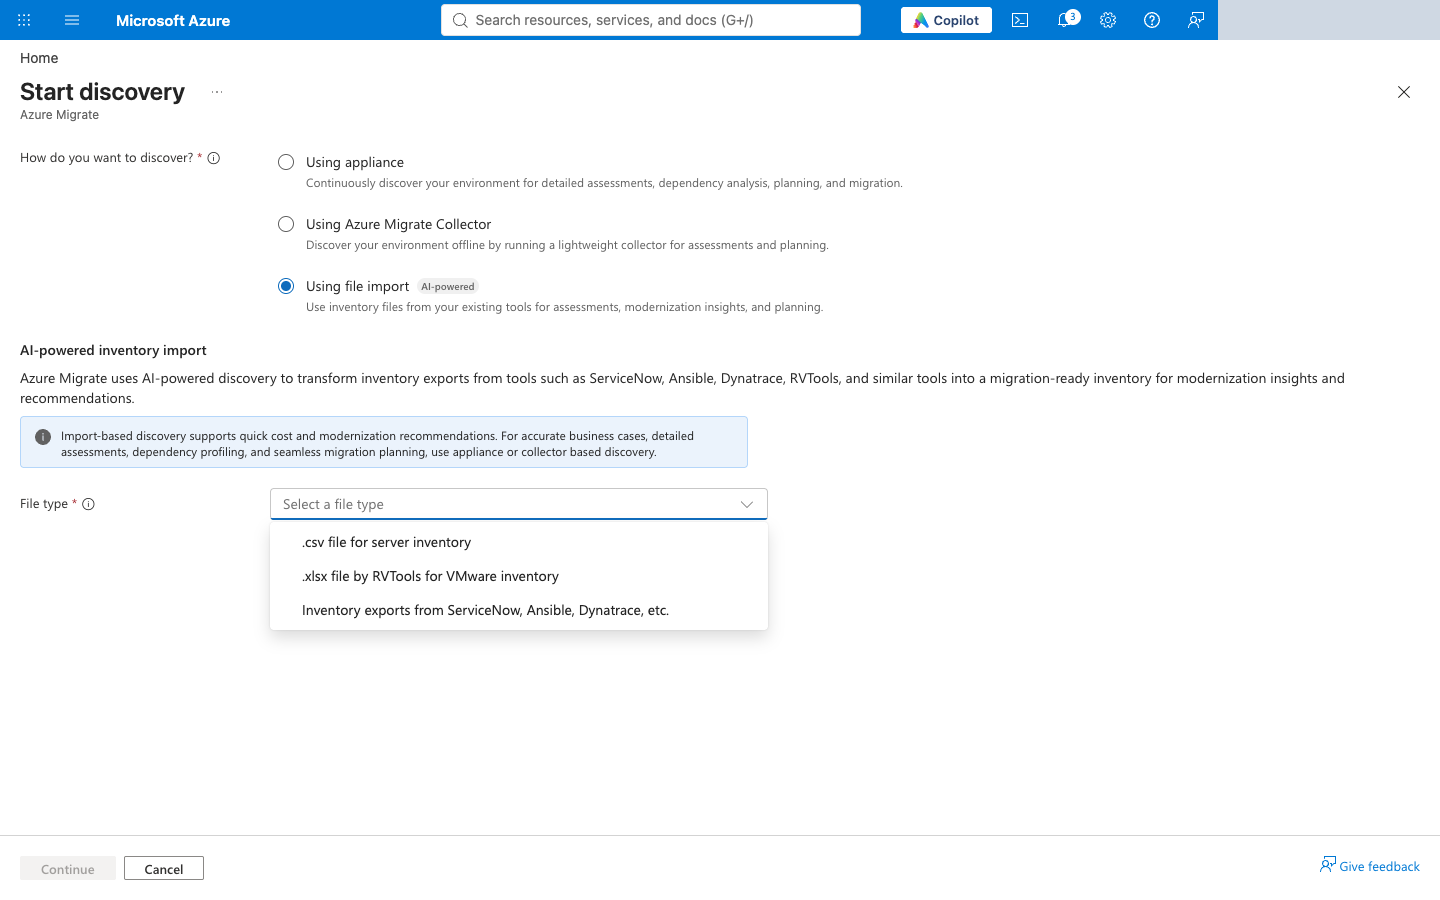 Microsoft Azure
Search resources, services, and docs (G+/)
Copilot
3
Home
Start discovery
Azure Migrate
How do you want to discover? *
Using appliance
Continuously discover your environment for detailed assessments, dependency analysis, planning, and migration.
Using Azure Migrate Collector
Discover your environment offline by running a lightweight collector for assessments and planning.
Using file import AI-powered
Use inventory files from your existing tools for assessments, modernization insights, and planning.
AI-powered inventory import
Azure Migrate uses AI-powered discovery to transform inventory exports from tools such as ServiceNow, Ansible, Dynatrace, RVTools, and similar tools into a migration-ready inventory for modernization insights and
recommendations.
Import-based discovery supports quick cost and modernization recommendations. For accurate business cases, detailed
assessments, dependency profiling, and seamless migration planning, use appliance or collector based discovery.
File type *
Select a file type
.csv file for server inventory
.xlsx file by RVTools for VMware inventory
Inventory exports from ServiceNow, Ansible, Dynatrace, etc.
Continue
Cancel
Give feedback